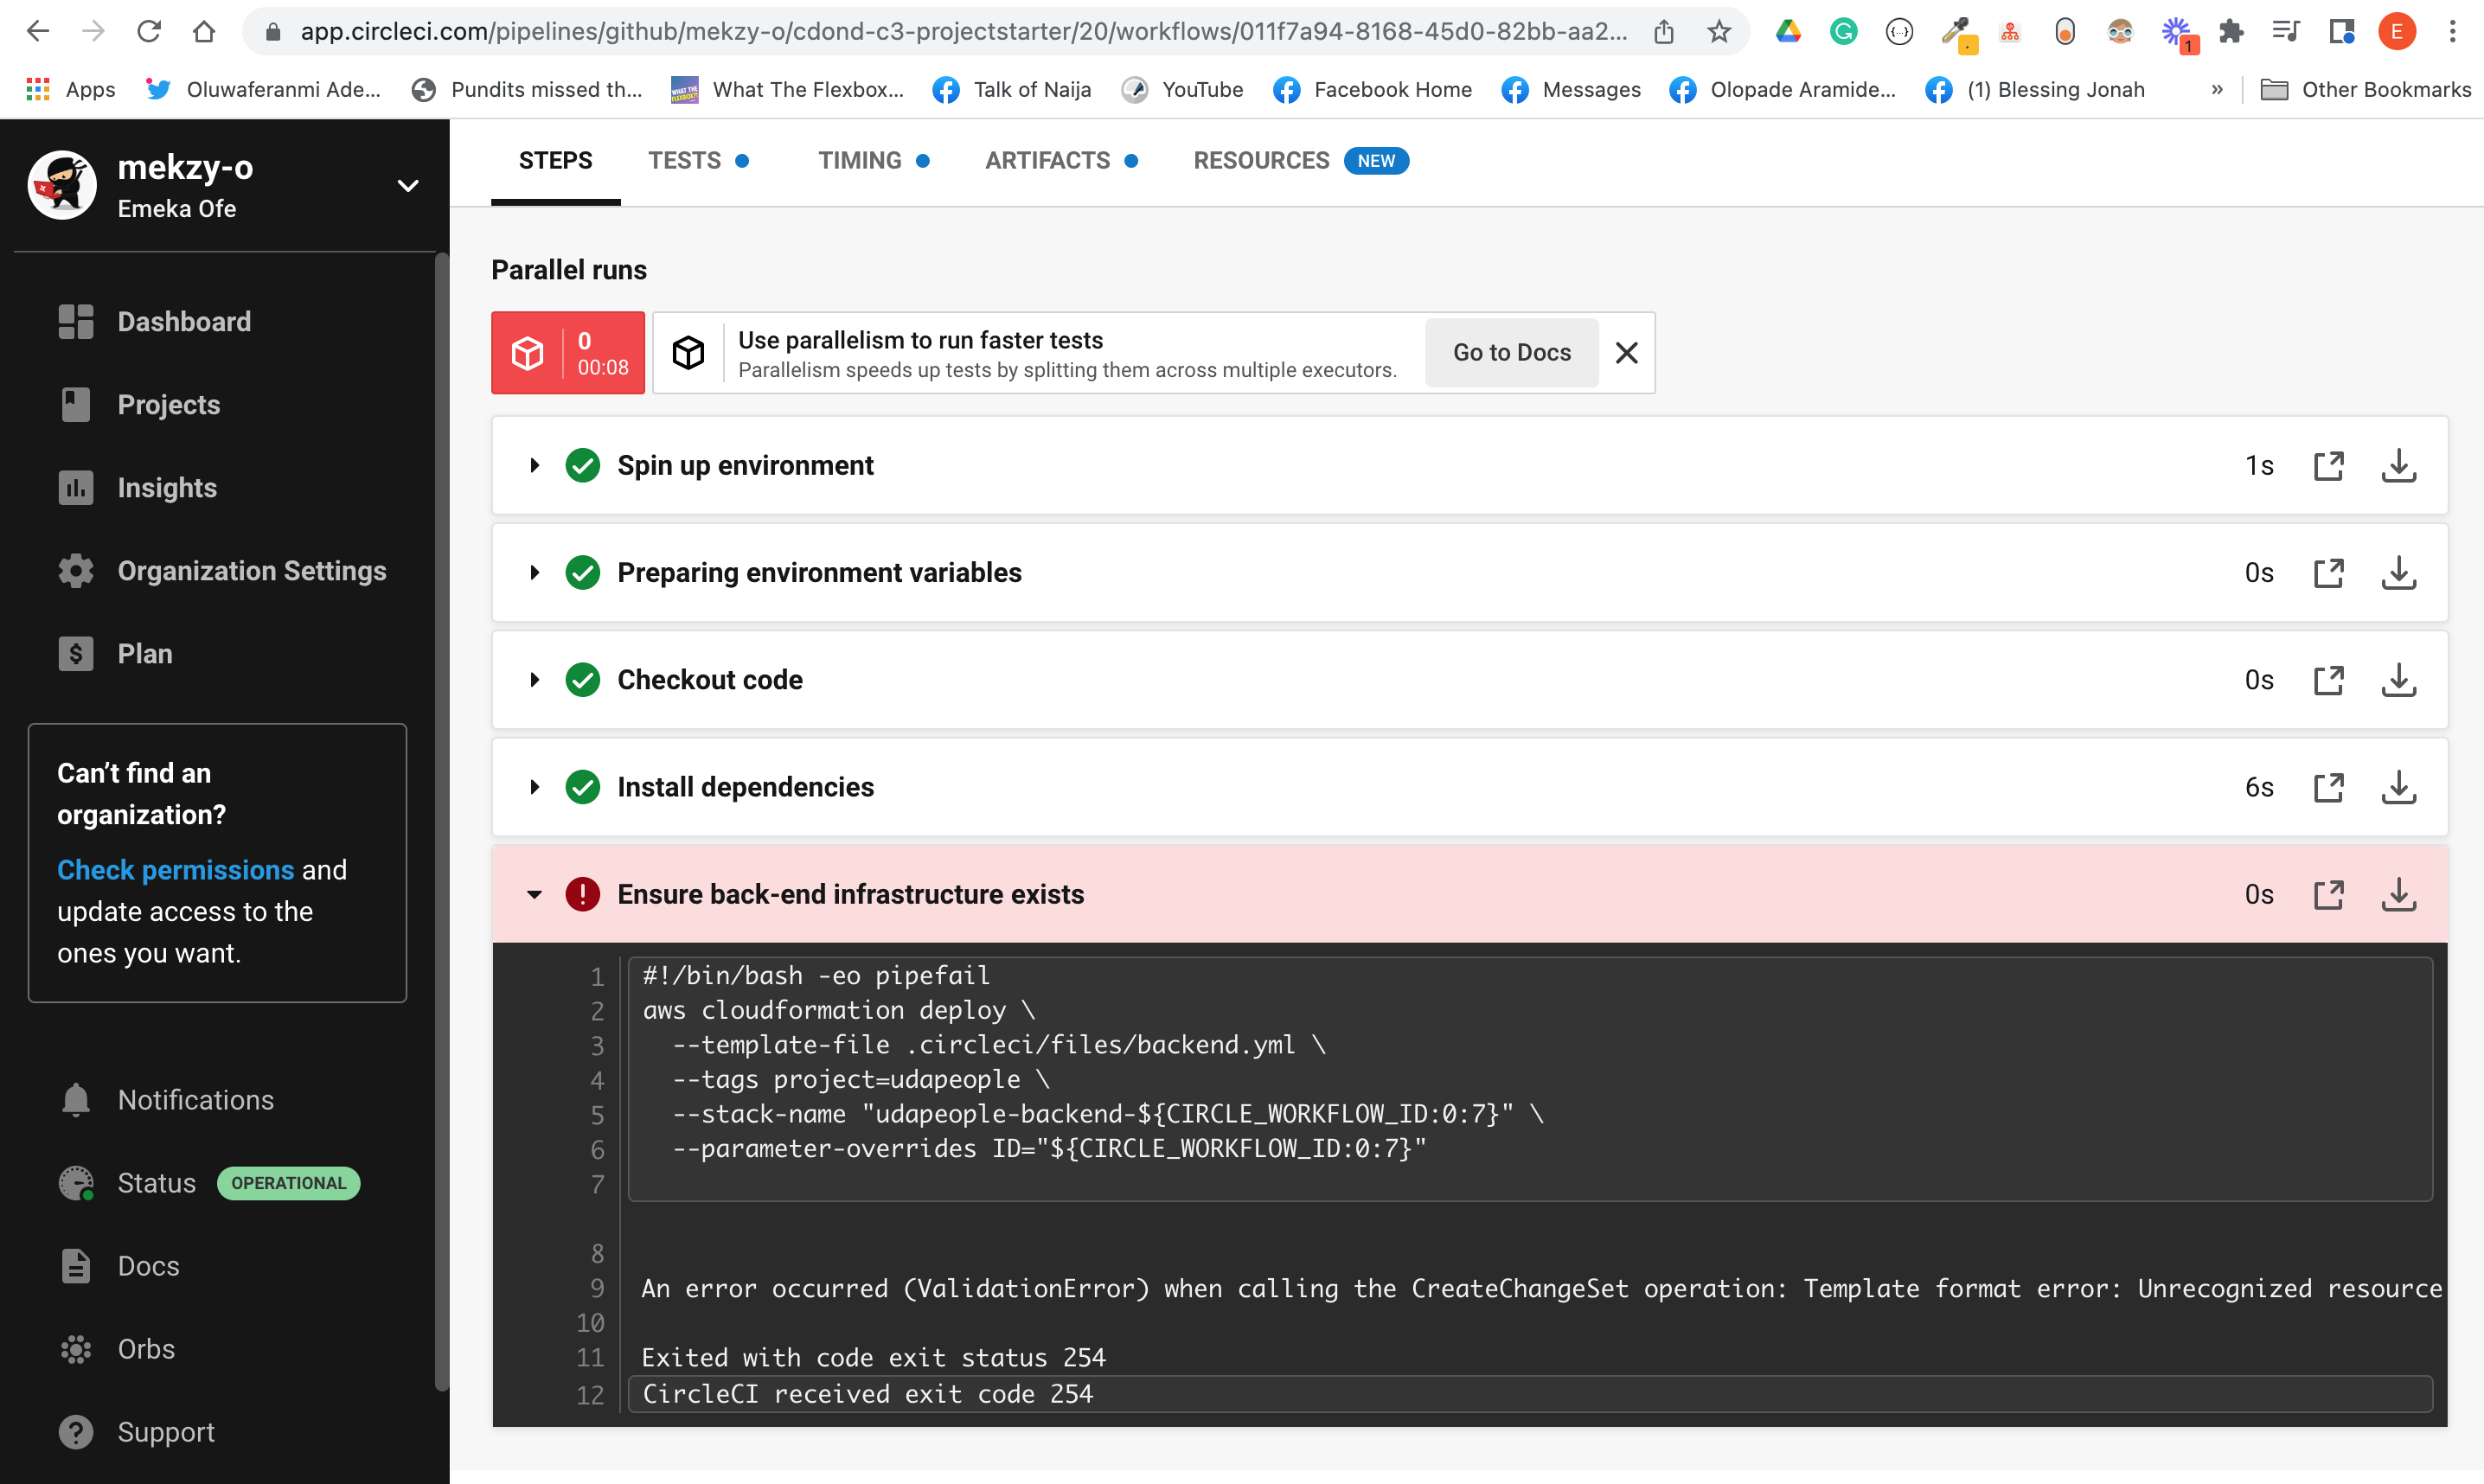 app.circleci.com/pipelines/github/mekzy-o/cdond-c3-projectstarter/20/workflows/011f7a94-8168-45d0-82bb-aa2...
1
E
Apps
Oluwaferanmi Ade...
Pundits missed th...
WHAT THE FLEXBOX?!
What The Flexbox...
Talk of Naija
YouTube
Facebook Home
Messages
Olopade Aramide...
(1) Blessing Jonah
»
Other Bookmarks
mekzy-o
Emeka Ofe
Dashboard
Projects
Insights
Organization Settings
Plan
Can’t find an
organization?
Check permissions and
update access to the
ones you want.
Notifications
Status OPERATIONAL
Docs
Orbs
Support
STEPS
TESTS
TIMING
ARTIFACTS
RESOURCES NEW
Parallel runs
0
00:08
Use parallelism to run faster tests
Parallelism speeds up tests by splitting them across multiple executors.
Go to Docs
Spin up environment 1s
Preparing environment variables 0s
Checkout code 0s
Install dependencies 6s
Ensure back-end infrastructure exists 0s
1 #!/bin/bash -eo pipefail
2 aws cloudformation deploy \
3 --template-file .circleci/files/backend.yml \
4 --tags project=udapeople \
5 --stack-name "udapeople-backend-${CIRCLE_WORKFLOW_ID:0:7}" \
6 --parameter-overrides ID="${CIRCLE_WORKFLOW_ID:0:7}"
7
8
9 An error occurred (ValidationError) when calling the CreateChangeSet operation: Template format error: Unrecognized resource
10
11 Exited with code exit status 254
12 CircleCI received exit code 254